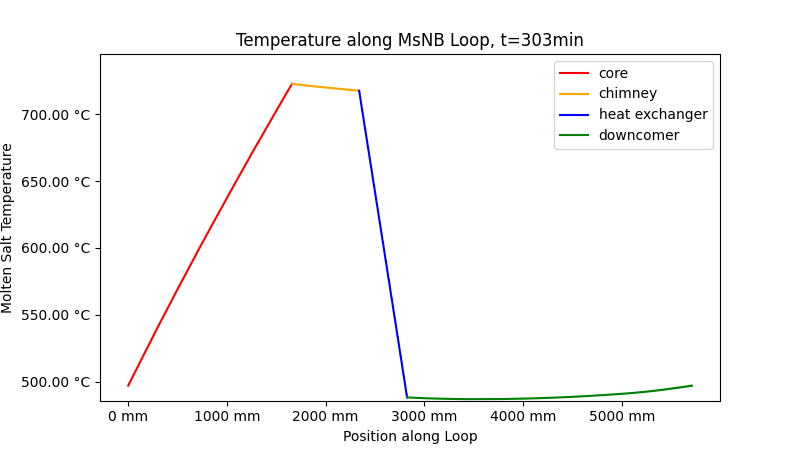 Temperature along MsNB Loop, t=303min
core
chimney
heat exchanger
downcomer
Molten Salt Temperature
700.00 °C
650.00 °C
600.00 °C
550.00 °C
500.00 °C
0 mm
1000 mm
2000 mm
3000 mm
4000 mm
5000 mm
Position along Loop